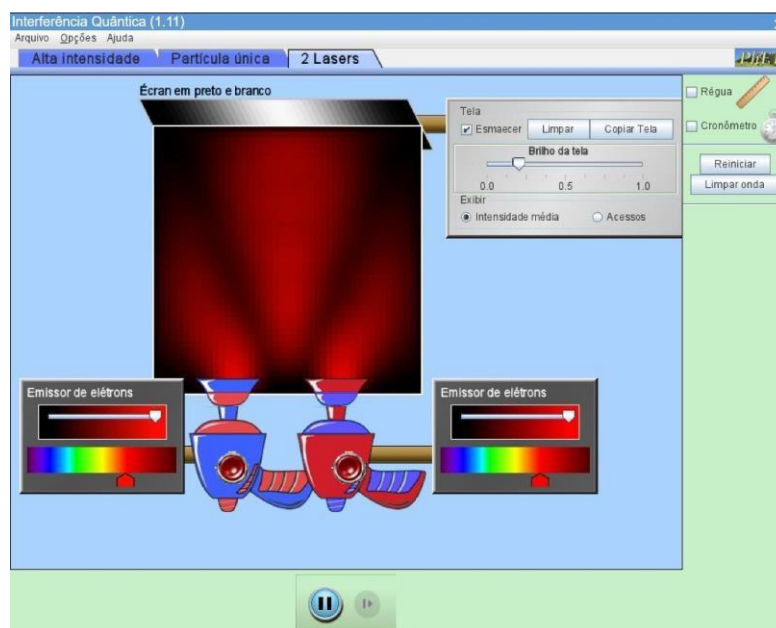 Interferência Quântica (1.11)
Arquivo Opções Ajuda
Alta intensidade Partícula única 2 Lasers
Écran em preto e branco
Tela
Esmaecer Limpar Copiar Tela
Brilho da tela
0.0 0.5 1.0
Exibir
Intensidade média Acessos
Régua
Cronômetro
Reiniciar
Limpar onda
Emissor de elétrons
Emissor de elétrons